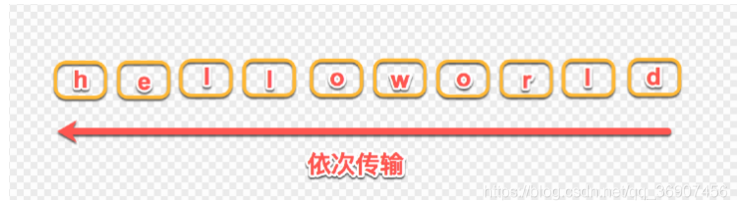 h e l l o w o r l d
依次传输
https://blog.csdn.net/qq_36907456